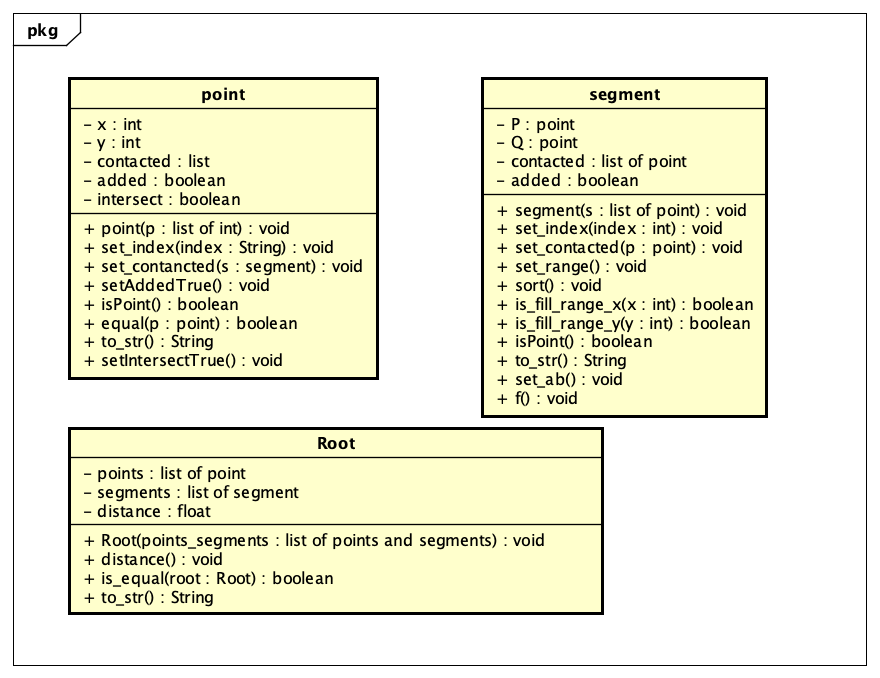 pkg
point
– x : int
– y : int
– contacted : list
– added : boolean
– intersect : boolean
+ point(p : list of int) : void
+ set_index(index : String) : void
+ set_contancted(s : segment) : void
+ setAddedTrue() : void
+ isPoint() : boolean
+ equal(p : point) : boolean
+ to_str() : String
+ setIntersectTrue() : void
segment
– P : point
– Q : point
– contacted : list of point
– added : boolean
+ segment(s : list of point) : void
+ set_index(index : int) : void
+ set_contacted(p : point) : void
+ set_range() : void
+ sort() : void
+ is_fill_range_x(x : int) : boolean
+ is_fill_range_y(y : int) : boolean
+ isPoint() : boolean
+ to_str() : String
+ set_ab() : void
+ f() : void
Root
– points : list of point
– segments : list of segment
– distance : float
+ Root(points_segments : list of points and segments) : void
+ distance() : void
+ is_equal(root : Root) : boolean
+ to_str() : String